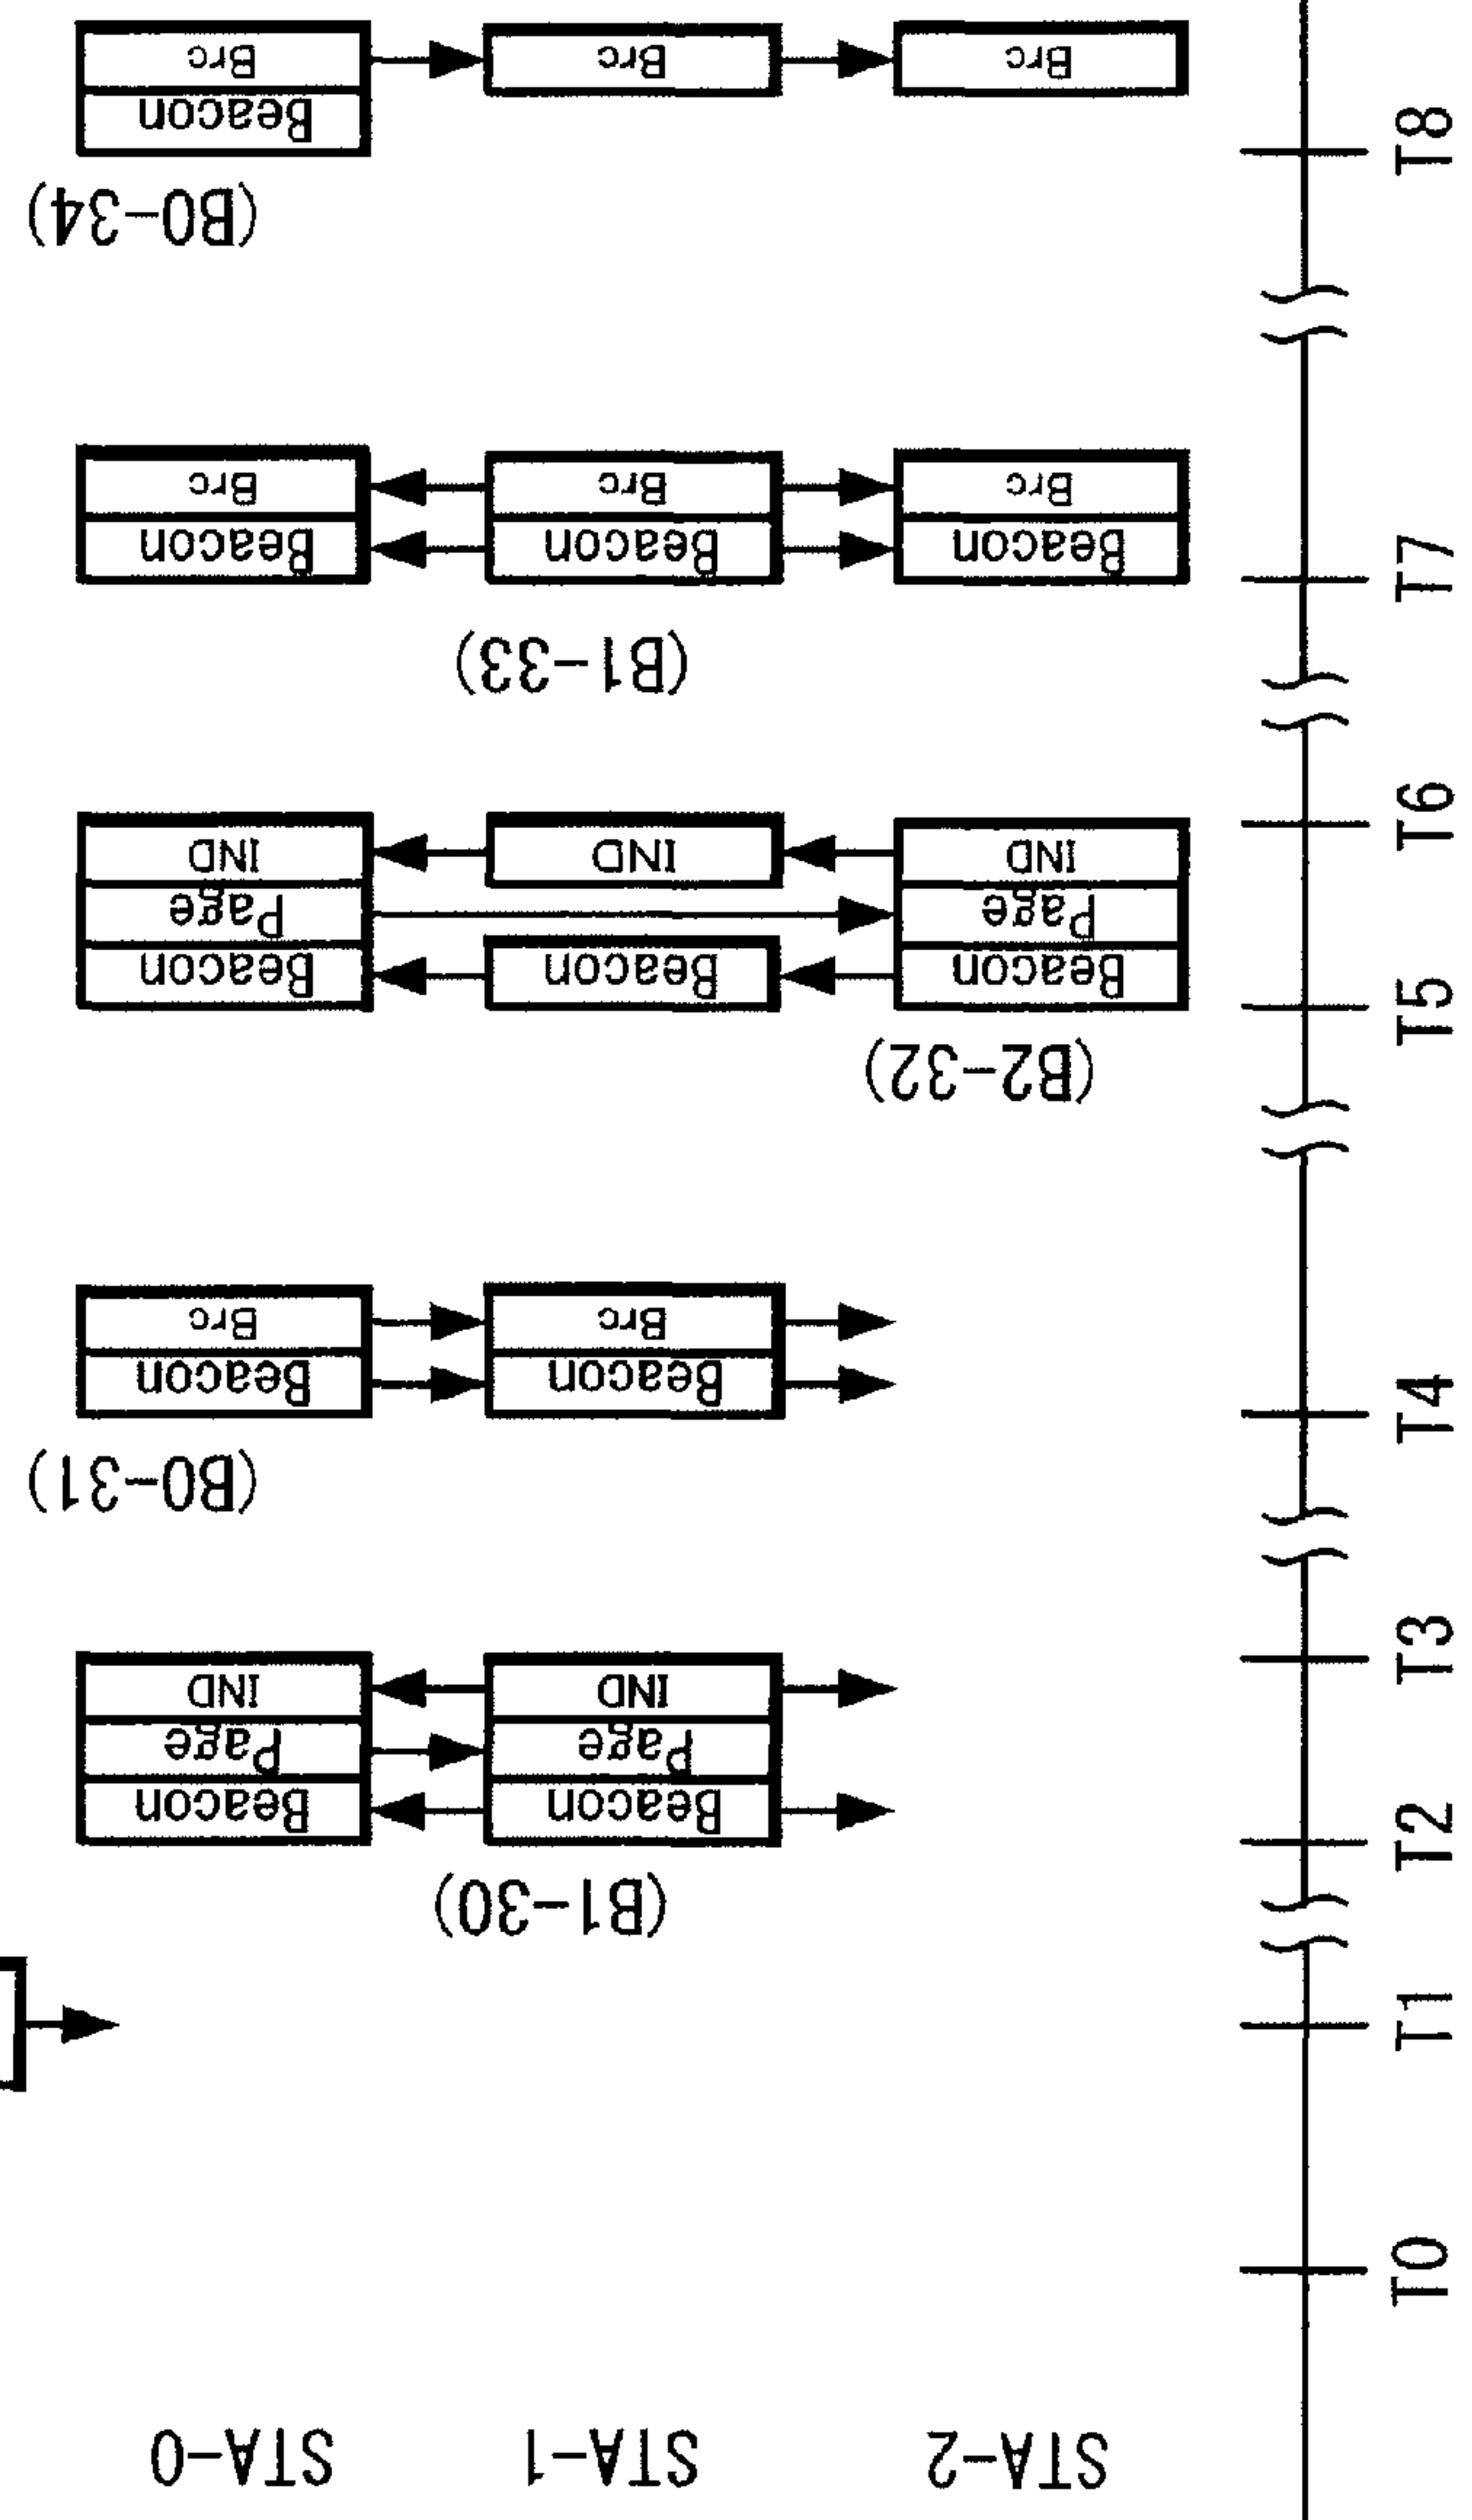 STA-2
STA-1
STA-0
T0
T1
(B1-30)
T2
Beacon
Beacon
Page
Page
IND
IND
T3
(B0-31)
T4
Beacon
Beacon
Brc
Brc
(B2-32)
T5
Beacon
Beacon
Beacon
Page
Page
IND
IND
IND
T6
(B1-33)
T7
Beacon
Beacon
Beacon
Brc
Brc
Brc
(B0-34)
T8
Beacon
Brc
Brc
Brc